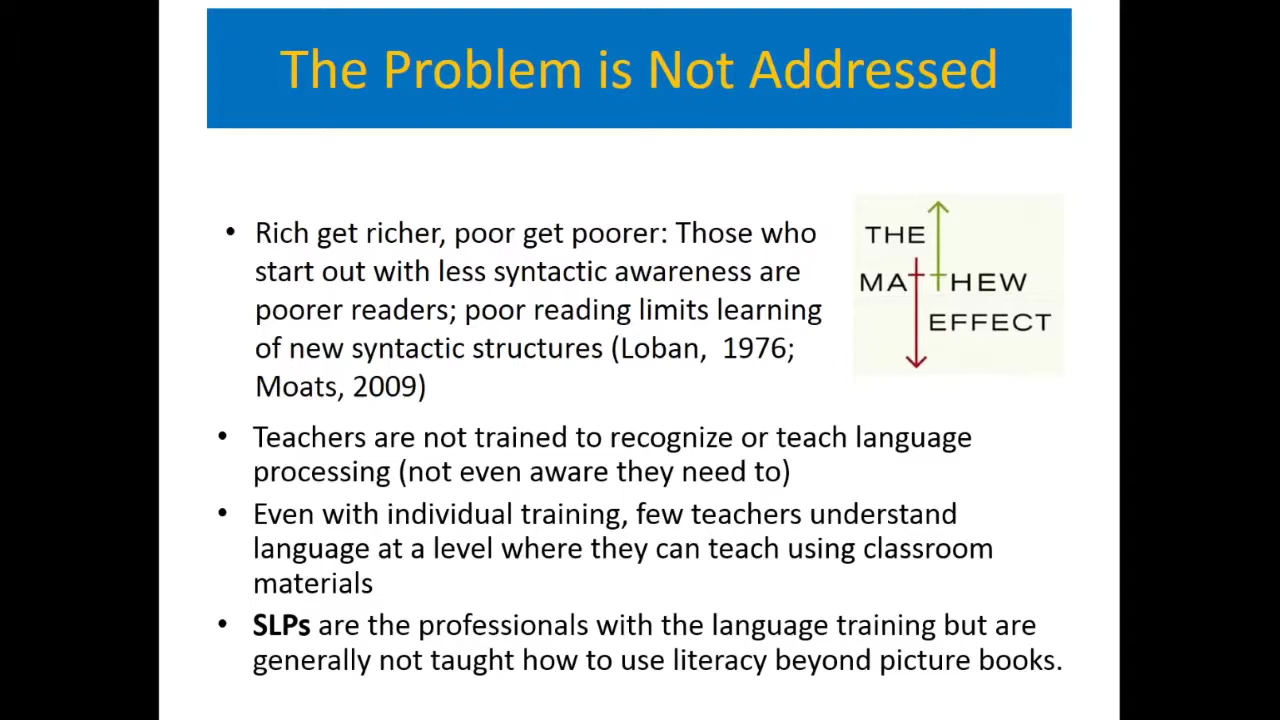 The Problem is Not Addressed
• Rich get richer, poor get poorer: Those who
start out with less syntactic awareness are
poorer readers; poor reading limits learning
of new syntactic structures (Loban, 1976;
Moats, 2009)
THE
MATTHEW
EFFECT
• Teachers are not trained to recognize or teach language
processing (not even aware they need to)
• Even with individual training, few teachers understand
language at a level where they can teach using classroom
materials
• SLPs are the professionals with the language training but are
generally not taught how to use literacy beyond picture books.